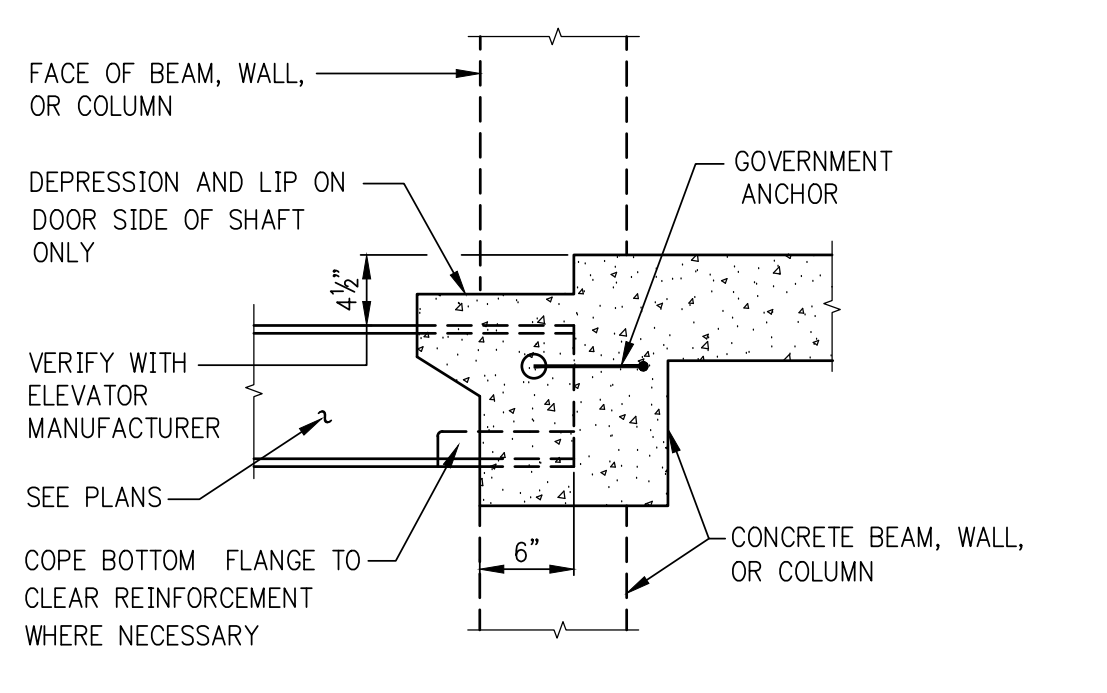 FACE OF BEAM, WALL,
OR COLUMN
GOVERNMENT
ANCHOR
DEPRESSION AND LIP ON
DOOR SIDE OF SHAFT
ONLY
4½”
VERIFY WITH
ELEVATOR
MANUFACTURER
SEE PLANS
6”
CONCRETE BEAM, WALL,
OR COLUMN
COPE BOTTOM FLANGE TO
CLEAR REINFORCEMENT
WHERE NECESSARY